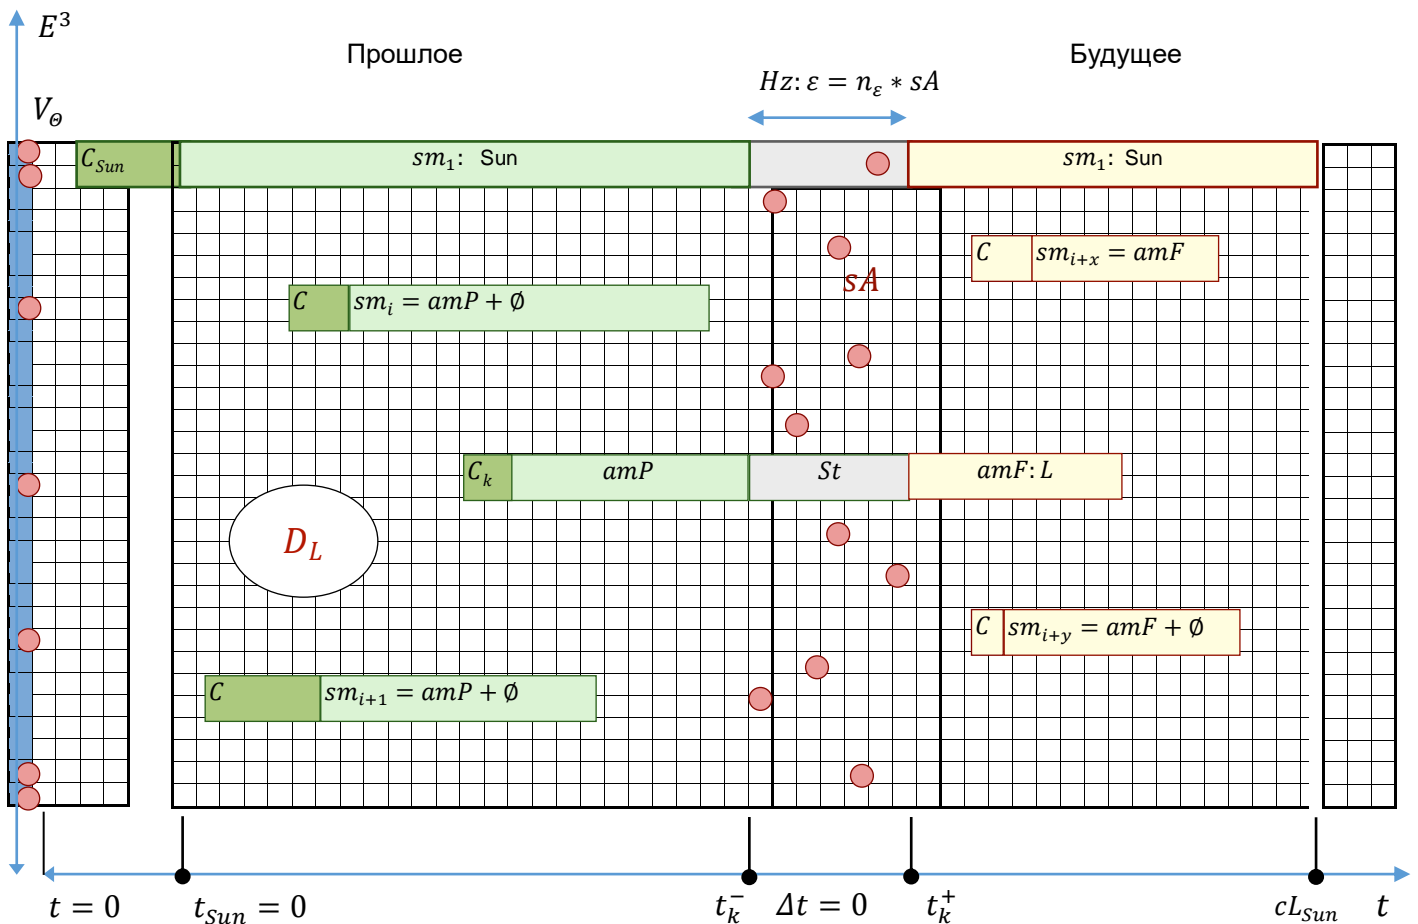 E³
Прошлое
Будущее
Hz: ε = n_ε * sA
V_Θ
C_Sun
sm₁: Sun
sm₁: Sun
C
sm_{i+x} = amF
sA
C
sm_i = amP + ∅
C_k
amP
St
amF: L
D_L
C
sm_{i+y} = amF + ∅
C
sm_{i+1} = amP + ∅
t = 0
t_Sun = 0
t_k^-
Δt = 0
t_k^+
cL_Sun
t